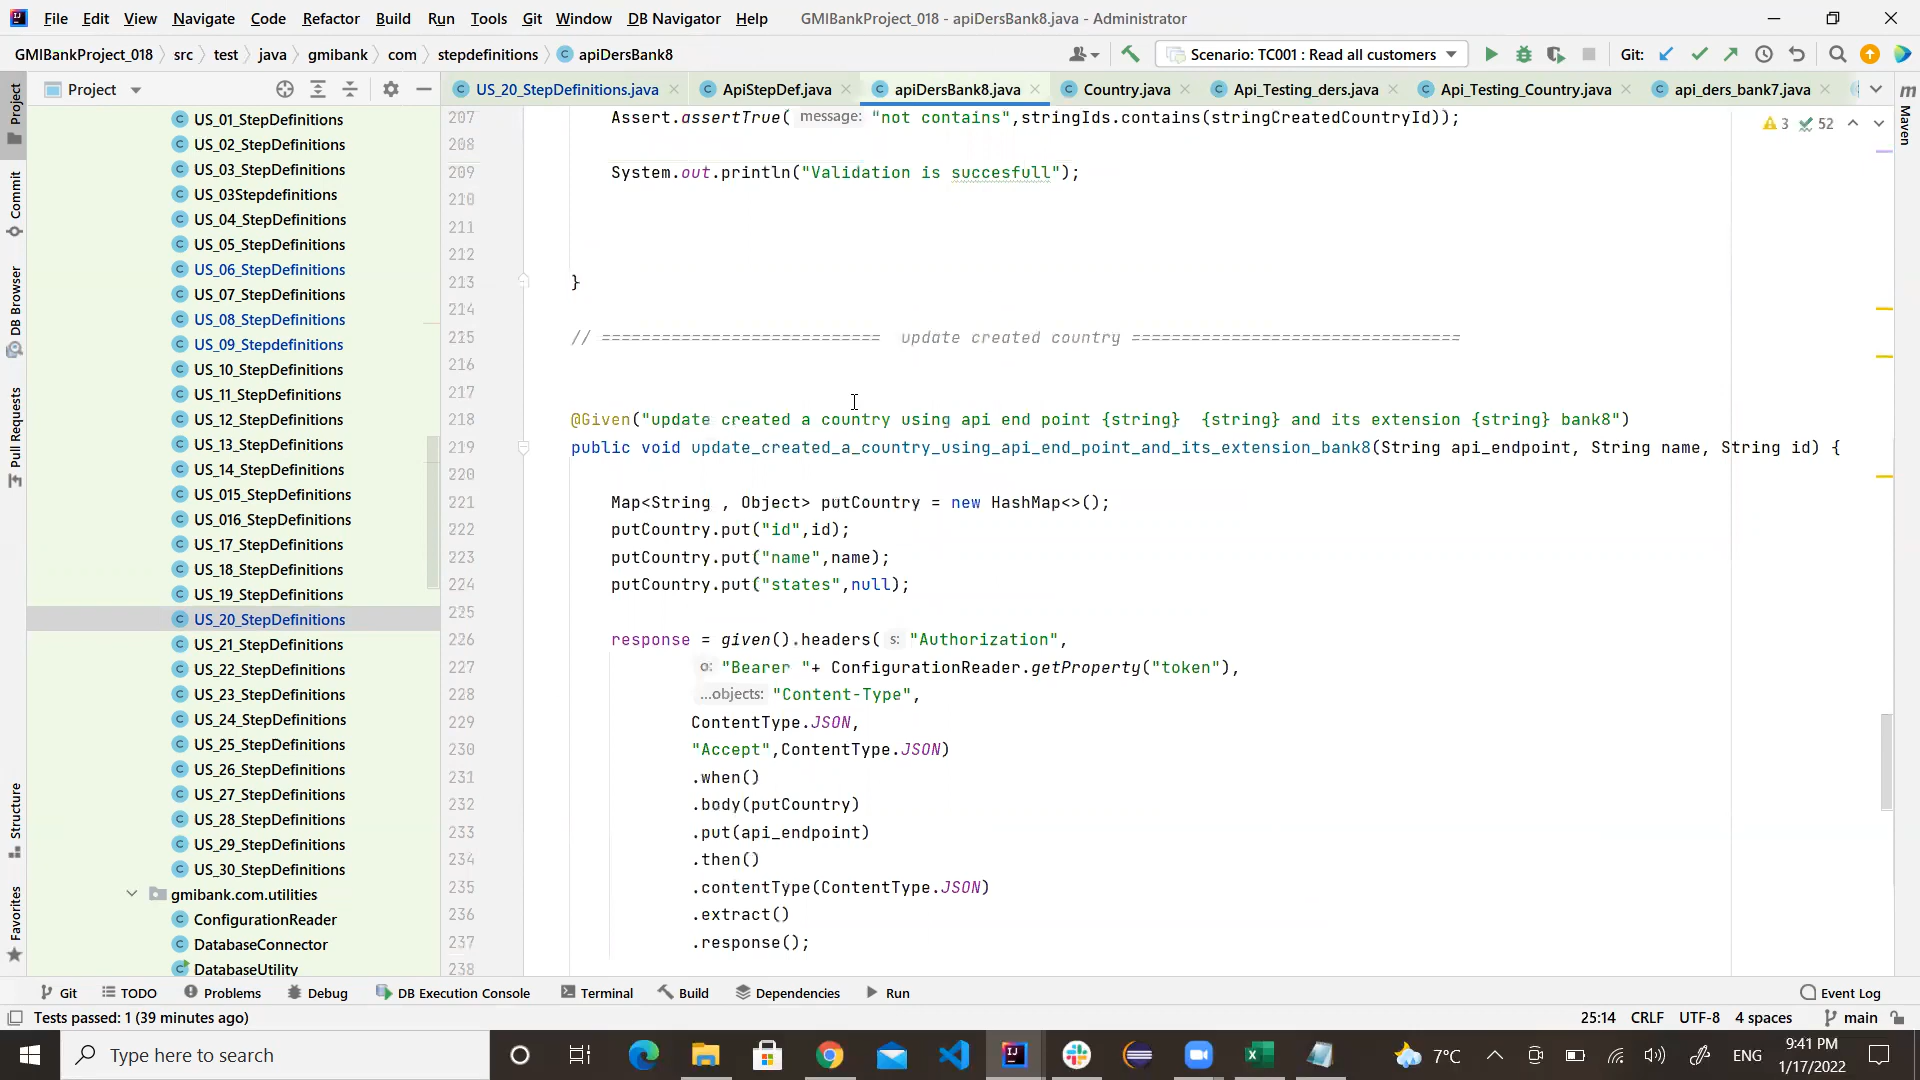 File Edit View Navigate Code Refactor Build Run Tools Git Window DB Navigator Help GMIBankProject_018 - apiDersBank8.java - Administrator
GMIBankProject_018 src test java gmibank com stepdefinitions apiDersBank8 Scenario: TC001 : Read all customers Git:
Project US_20_StepDefinitions.java ApiStepDef.java apiDersBank8.java Country.java Api_Testing_ders.java Api_Testing_Country.java api_ders_bank7.java
Project
Commit
DB Browser
Pull Requests
Structure
Favorites
US_01_StepDefinitions
US_02_StepDefinitions
US_03_StepDefinitions
US_03Stepdefinitions
US_04_StepDefinitions
US_05_StepDefinitions
US_06_StepDefinitions
US_07_StepDefinitions
US_08_StepDefinitions
US_09_Stepdefinitions
US_10_StepDefinitions
US_11_StepDefinitions
US_12_StepDefinitions
US_13_StepDefinitions
US_14_StepDefinitions
US_015_StepDefinitions
US_016_StepDefinitions
US_17_StepDefinitions
US_18_StepDefinitions
US_19_StepDefinitions
US_20_StepDefinitions
US_21_StepDefinitions
US_22_StepDefinitions
US_23_StepDefinitions
US_24_StepDefinitions
US_25_StepDefinitions
US_26_StepDefinitions
US_27_StepDefinitions
US_28_StepDefinitions
US_29_StepDefinitions
US_30_StepDefinitions
gmibank.com.utilities
ConfigurationReader
DatabaseConnector
DatabaseUtility
207 Assert.assertTrue( message: "not contains",stringIds.contains(stringCreatedCountryId));
208
209 System.out.println("Validation is succesfull");
210
211
212
213 }
214
215 // ============================ update created country =================================
216
217
218 @Given("update created a country using api end point {string}  {string} and its extension {string} bank8")
219 public void update_created_a_country_using_api_end_point_and_its_extension_bank8(String api_endpoint, String name, String id) {
220
221 Map<String , Object> putCountry = new HashMap<>();
222 putCountry.put("id",id);
223 putCountry.put("name",name);
224 putCountry.put("states",null);
225
226 response = given().headers( s: "Authorization",
227 o: "Bearer "+ ConfigurationReader.getProperty("token"),
228 ...objects: "Content-Type",
229 ContentType.JSON,
230 "Accept",ContentType.JSON)
231 .when()
232 .body(putCountry)
233 .put(api_endpoint)
234 .then()
235 .contentType(ContentType.JSON)
236 .extract()
237 .response();
238
3 52
Maven
Git TODO Problems Debug DB Execution Console Terminal Build Dependencies Run Event Log
Tests passed: 1 (39 minutes ago) 25:14 CRLF UTF-8 4 spaces main
Type here to search 7°C ENG 9:41 PM
1/17/2022